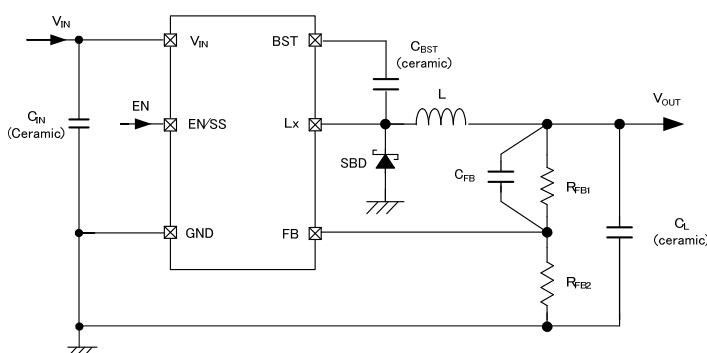 VIN
VIN
BST
CBST
(ceramic)
L
VOUT
CIN
(Ceramic)
EN
EN/SS
Lx
SBD
CFB
RFB1
GND
FB
CL
(ceramic)
RFB2